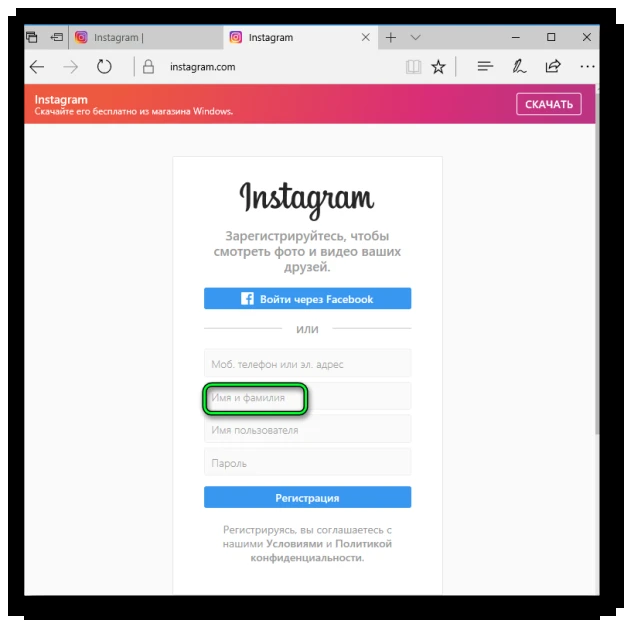 Instagram |
Instagram
instagram.com
Instagram
Скачайте его бесплатно из магазина Windows.
СКАЧАТЬ
Instagram
Зарегистрируйтесь, чтобы
смотреть фото и видео ваших
друзей.
Войти через Facebook
ИЛИ
Моб. телефон или эл. адрес
Имя и фамилия
Имя пользователя
Пароль
Регистрация
Регистрируясь, вы соглашаетесь с
нашими Условиями и Политикой
конфиденциальности.